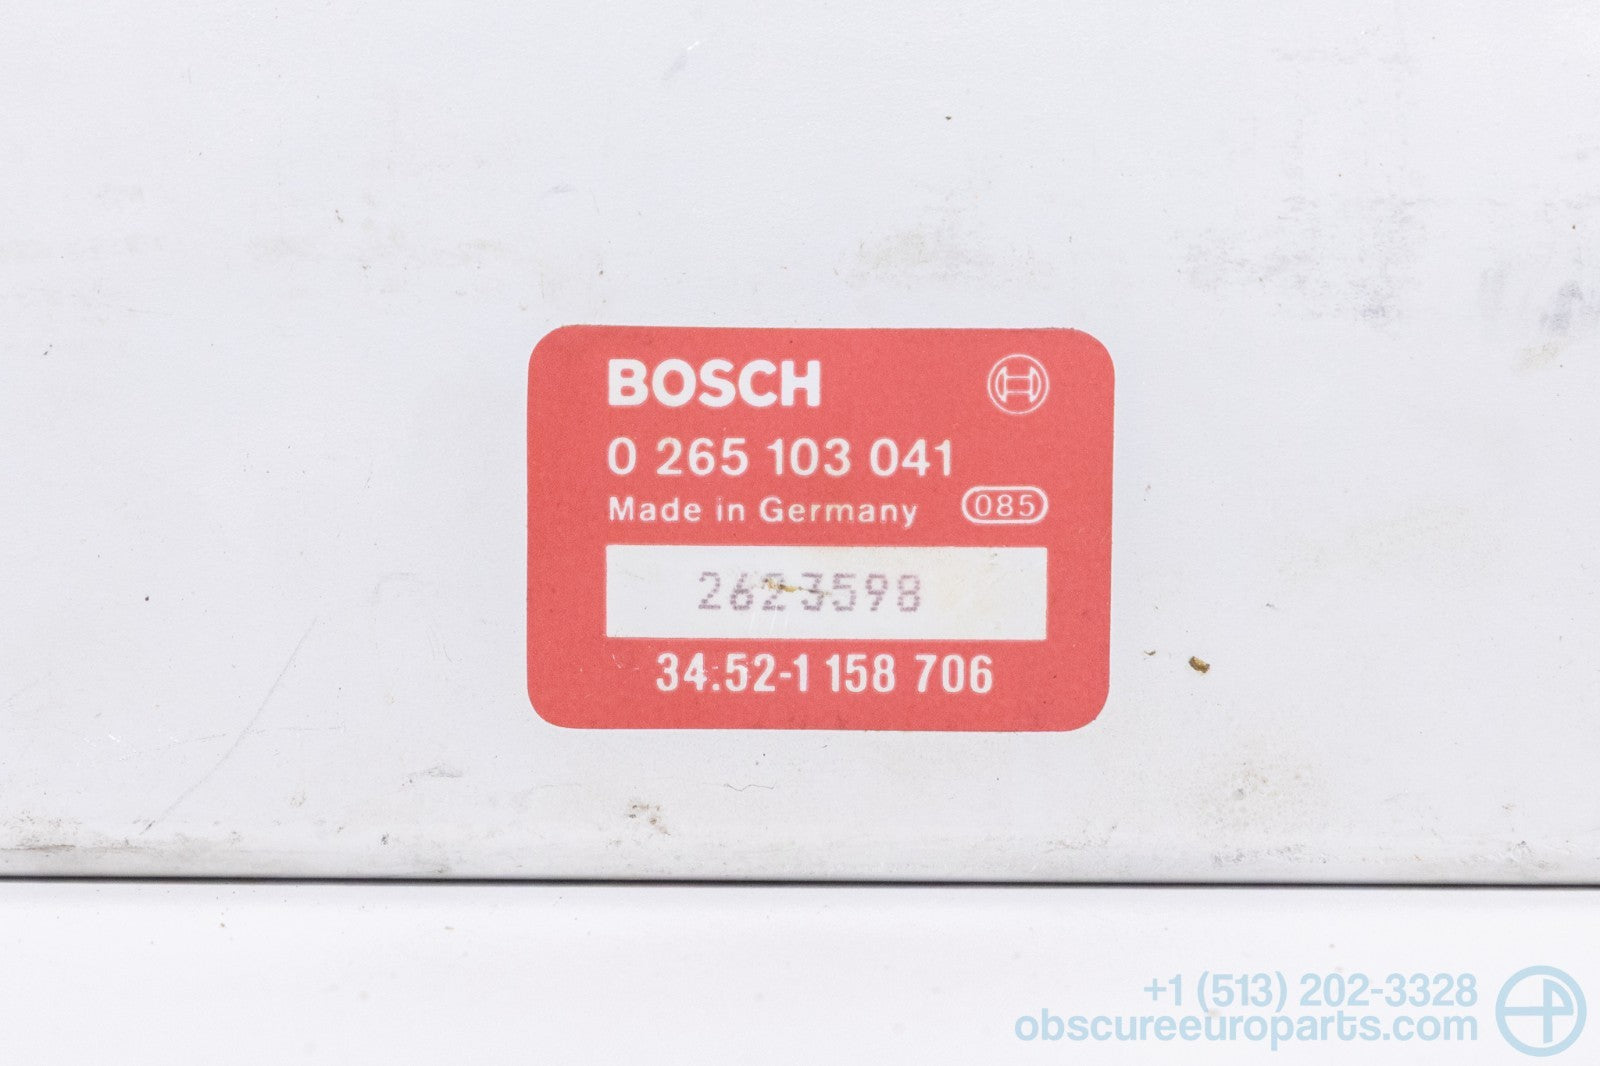 BOSCH
0 265 103 041
Made in Germany 085
2623598
34.52-1 158 706
+1 (513) 202-3328
obscureeuroparts.com